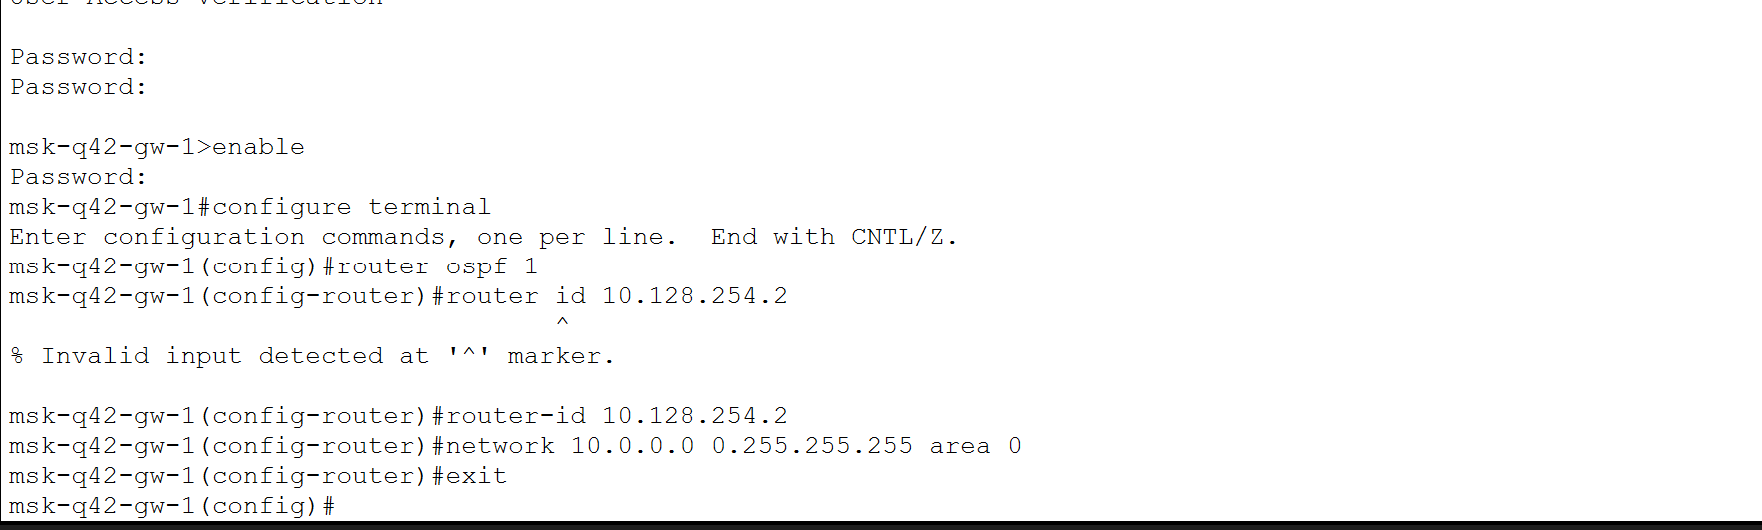 User Access Verification
Password:
Password:
msk-q42-gw-1>enable
Password:
msk-q42-gw-1#configure terminal
Enter configuration commands, one per line.  End with CNTL/Z.
msk-q42-gw-1(config)#router ospf 1
msk-q42-gw-1(config-router)#router id 10.128.254.2
^
% Invalid input detected at '^' marker.
msk-q42-gw-1(config-router)#router-id 10.128.254.2
msk-q42-gw-1(config-router)#network 10.0.0.0 0.255.255.255 area 0
msk-q42-gw-1(config-router)#exit
msk-q42-gw-1(config)#